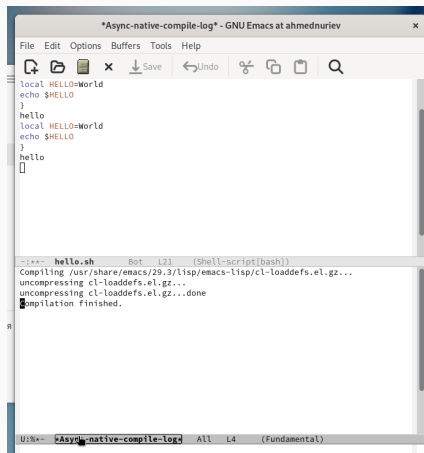 *Async-native-compile-log* - GNU Emacs at ahmednuriev
File Edit Options Buffers Tools Help
Save Undo
local HELLO=World
echo $HELLO
}
hello
local HELLO=World
echo $HELLO
}
hello
-:**- hello.sh Bot L21 (Shell-script[bash])
Compiling /usr/share/emacs/29.3/lisp/emacs-lisp/cl-loaddefs.el.gz...
uncompressing cl-loaddefs.el.gz...
uncompressing cl-loaddefs.el.gz...done
Compilation finished.
я
U:%*- *Async-native-compile-log* All L4 (Fundamental)